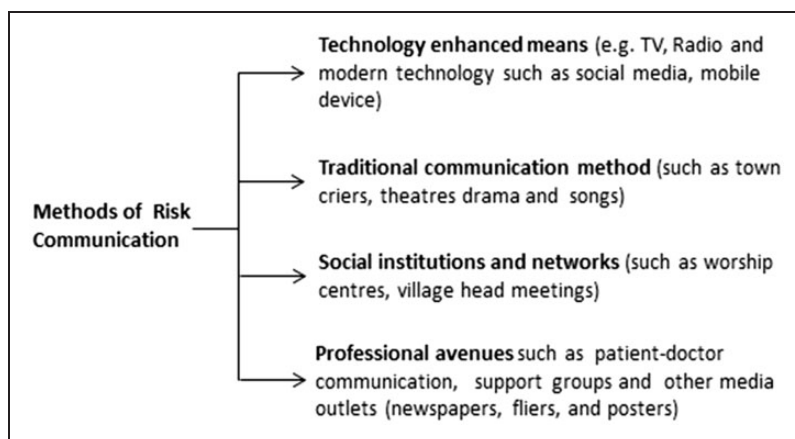 Technology enhanced means (e.g. TV, Radio and
modern technology such as social media, mobile
device)
Traditional communication method (such as town
criers, theatres drama and songs)
Methods of Risk
Communication
Social institutions and networks (such as worship
centres, village head meetings)
Professional avenues such as patient-doctor
communication, support groups and other media
outlets (newspapers, fliers, and posters)